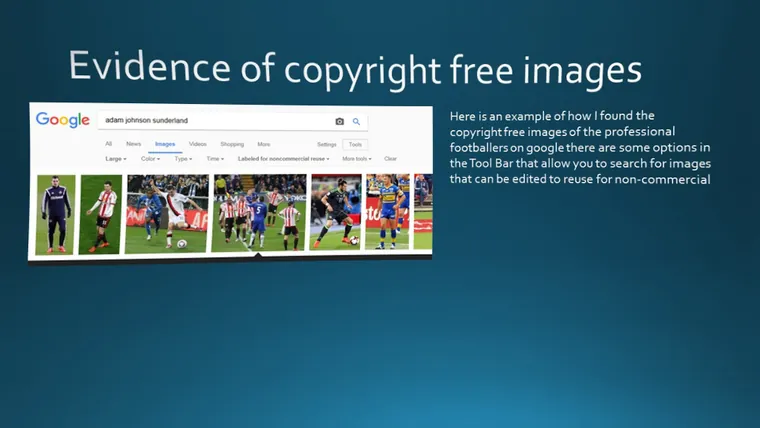 Evidence of copyright free images
Google
adam johnson sunderland
All News Images Videos Shopping More Settings Tools
Large Color Type Time Labeled for noncommercial reuse More tools Clear
Here is an example of how I found the
copyright free images of the professional
footballers on google there are some options in
the Tool Bar that allow you to search for images
that can be edited to reuse for non-commercial